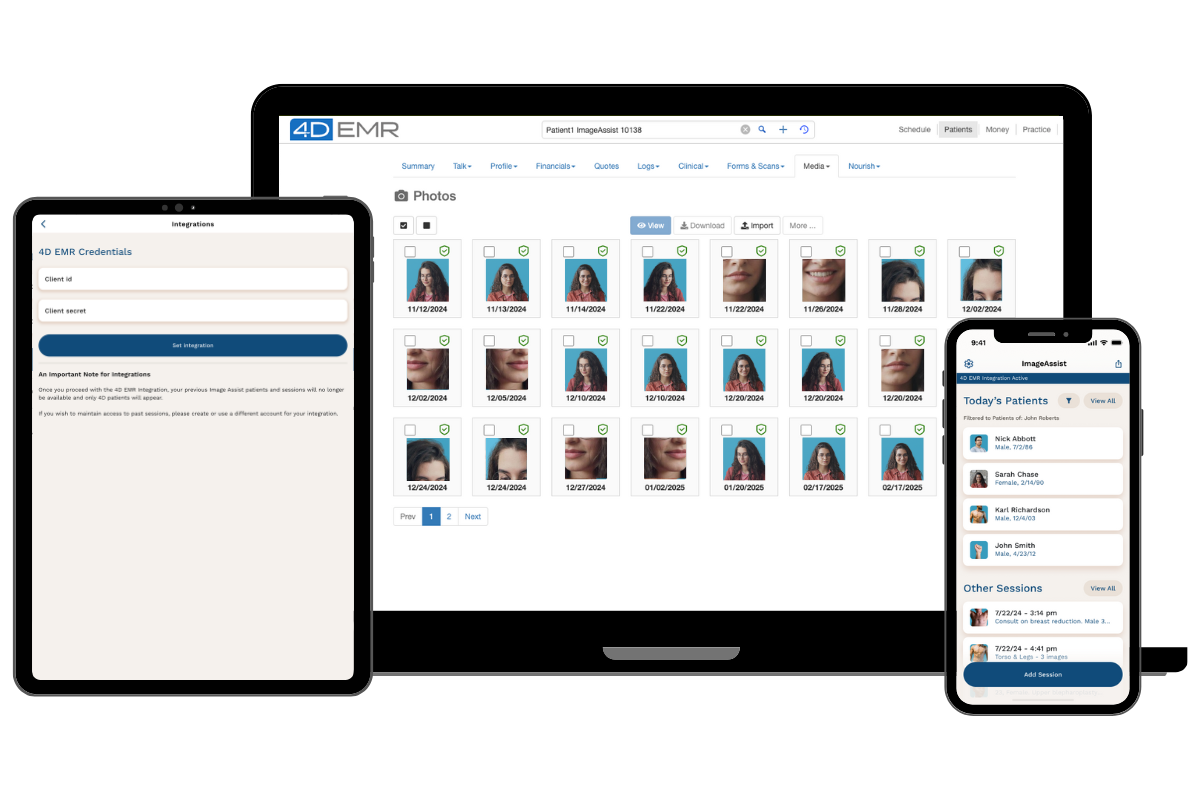 4D EMR
Patient1 ImageAssist 10138
Schedule Patients Money Practice
Summary Talk Profile Financials Quotes Logs Clinical Forms & Scans Media Nourish
Photos
View Download Import More ...
11/12/2024 11/13/2024 11/14/2024 11/22/2024 11/22/2024 11/26/2024 11/28/2024 12/02/2024
12/02/2024 12/05/2024 12/10/2024 12/10/2024 12/20/2024 12/20/2024 12/20/2024
12/24/2024 12/24/2024 12/27/2024 01/02/2025 01/20/2025 02/17/2025 02/17/2025
Prev 1 2 Next
Integrations
4D EMR Credentials
Client id
Client secret
Get Integration
An Important Note for Integrations
Once you proceed with the 4D EMR Integration, your previous Image Assist patients and sessions will no longer
be available and only 4D patients will appear.
If you wish to maintain access to past sessions, please create or use a different account for your integration.
9:41
ImageAssist
4D EMR Integration Active
Today's Patients View All
Filtered to Patients of: John Roberts
Nick Abbott
Male, 7/2/86
Sarah Chase
Female, 2/14/90
Karl Richardson
Male, 12/4/03
John Smith
Male, 4/23/12
Other Sessions View All
7/22/24 - 3:14 pm
Consult on breast reduction. Male 3...
7/22/24 - 4:41 pm
Torso & Legs - 3 images
Add Session